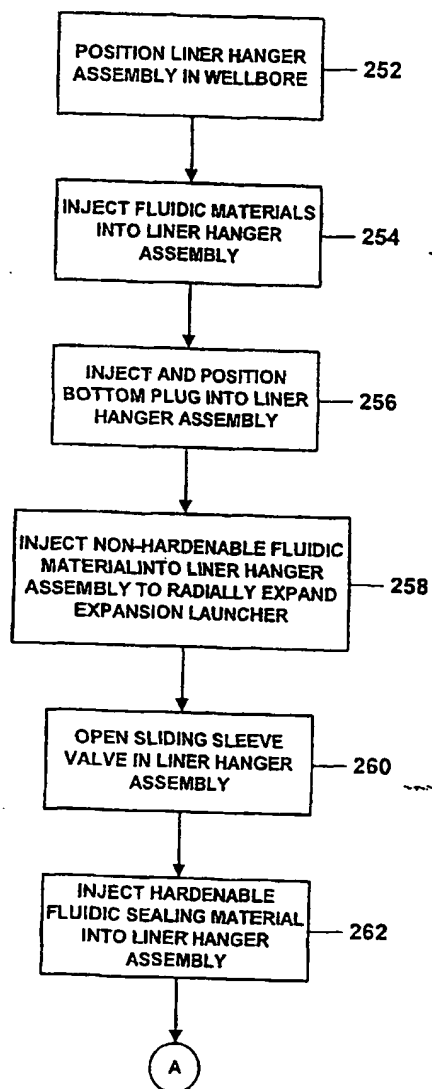 POSITION LINER HANGER
ASSEMBLY IN WELLBORE
252
INJECT FLUIDIC MATERIALS
INTO LINER HANGER
ASSEMBLY
254
INJECT AND POSITION
BOTTOM PLUG INTO LINER
HANGER ASSEMBLY
256
INJECT NON-HARDENABLE FLUIDIC
MATERIALINTO LINER HANGER
ASSEMBLY TO RADIALLY EXPAND
EXPANSION LAUNCHER
258
OPEN SLIDING SLEEVE
VALVE IN LINER HANGER
ASSEMBLY
260
INJECT HARDENABLE
FLUIDIC SEALING MATERIAL
INTO LINER HANGER
ASSEMBLY
262
A